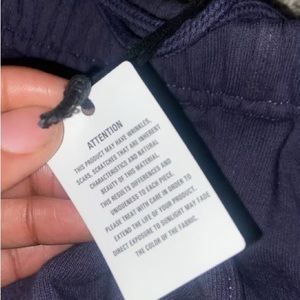 ATTENTION
THIS PRODUCT MAY HAVE WRINKLES,
SCARS, SCRATCHES THAT ARE INHERENT
CHARACTERISTICS AND NATURAL
BEAUTY OF THIS MATERIAL.
THIS RESULTS DIFFERENCES AND
UNIQUENESS TO EACH PIECE.
PLEASE TREAT WITH CARE IN ORDER TO
EXTEND THE LIFE OF YOUR PRODUCT.
DIRECT EXPOSURE TO SUNLIGHT MAY FADE
THE COLOR OF THE FABRIC.